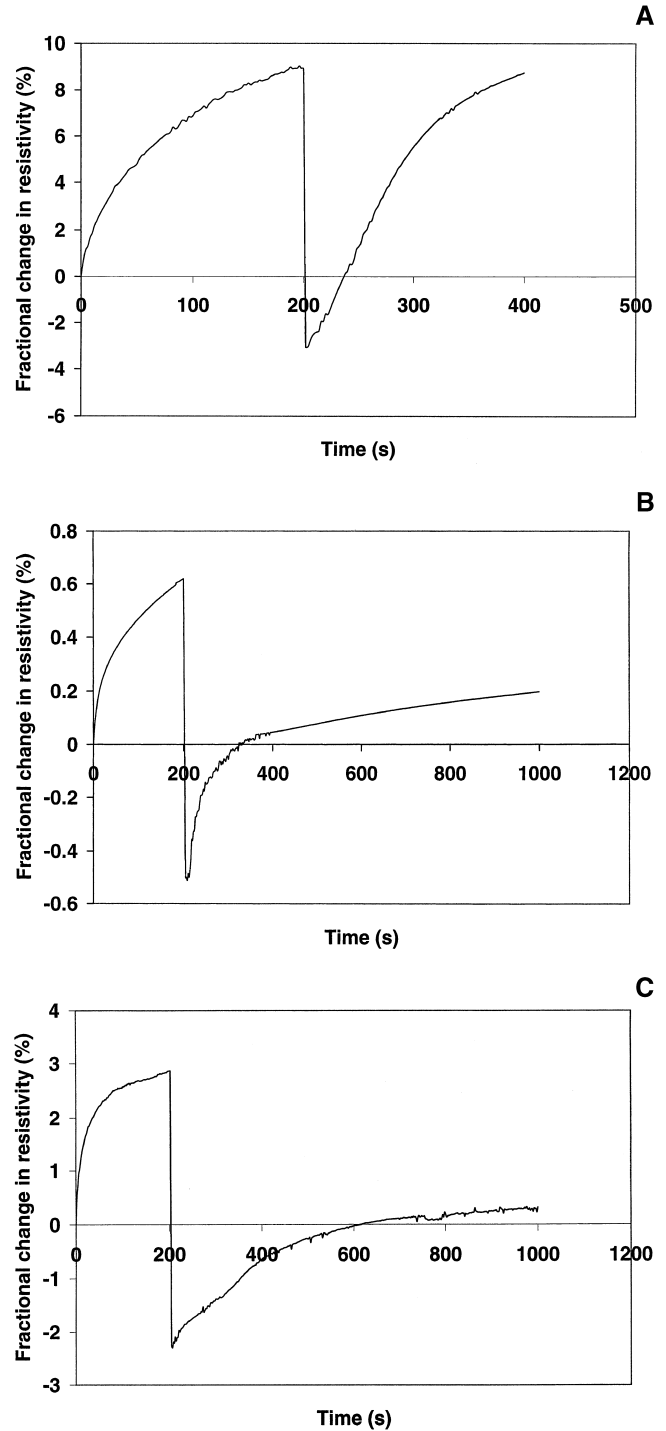 A
Fractional change in resistivity (%)
10
8
6
4
2
0
-2
-4
-6
0 100 200 300 400 500
Time (s)
B
Fractional change in resistivity (%)
0.8
0.6
0.4
0.2
0
-0.2
-0.4
-0.6
0 200 400 600 800 1000 1200
Time (s)
C
Fractional change in resistivity (%)
4
3
2
1
0
-1
-2
-3
0 200 400 600 800 1000 1200
Time (s)